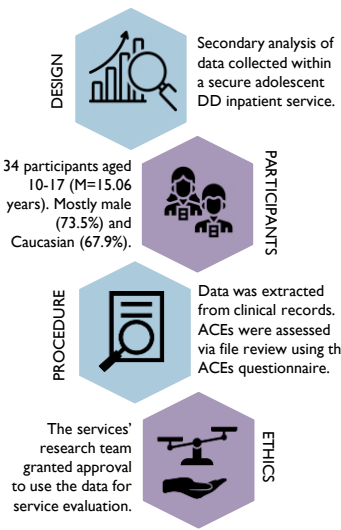 DESIGN
Secondary analysis of
data collected within
a secure adolescent
DD inpatient service.
PARTICIPANTS
34 participants aged
10-17 (M=15.06
years). Mostly male
(73.5%) and
Caucasian (67.9%).
PROCEDURE
Data was extracted
from clinical records.
ACEs were assessed
via file review using th
ACEs questionnaire.
ETHICS
The services'
research team
granted approval
to use the data for
service evaluation.